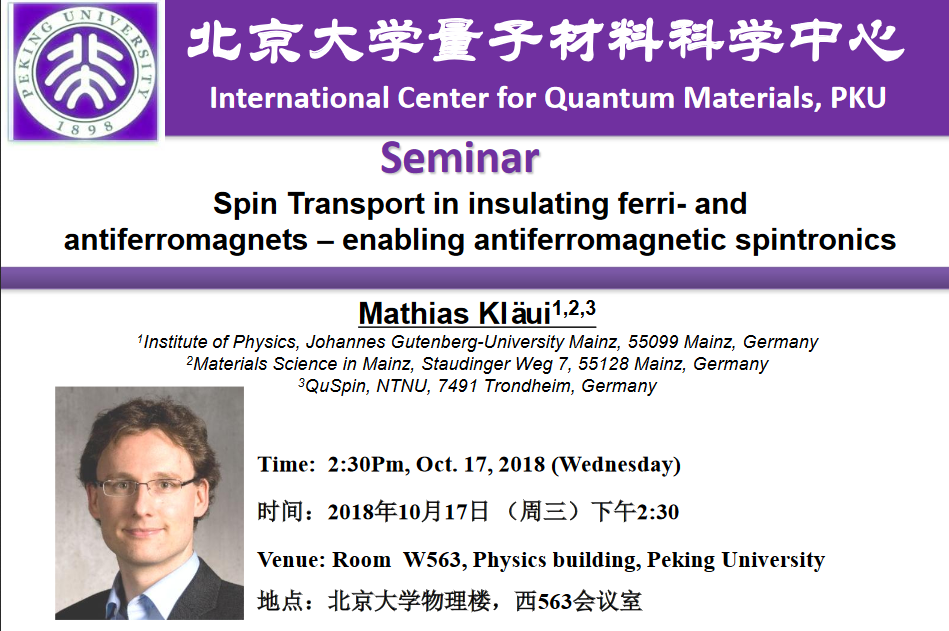 PEKING UNIVERSITY
1898
北京大学量子材料科学中心
International Center for Quantum Materials, PKU
Seminar
Spin Transport in insulating ferri- and
antiferromagnets – enabling antiferromagnetic spintronics
Mathias Kläui1,2,3
1Institute of Physics, Johannes Gutenberg-University Mainz, 55099 Mainz, Germany
2Materials Science in Mainz, Staudinger Weg 7, 55128 Mainz, Germany
3QuSpin, NTNU, 7491 Trondheim, Germany
Time: 2:30Pm, Oct. 17, 2018 (Wednesday)
时间：2018年10月17日 （周三）下午2:30
Venue: Room W563, Physics building, Peking University
地点：北京大学物理楼，西563会议室